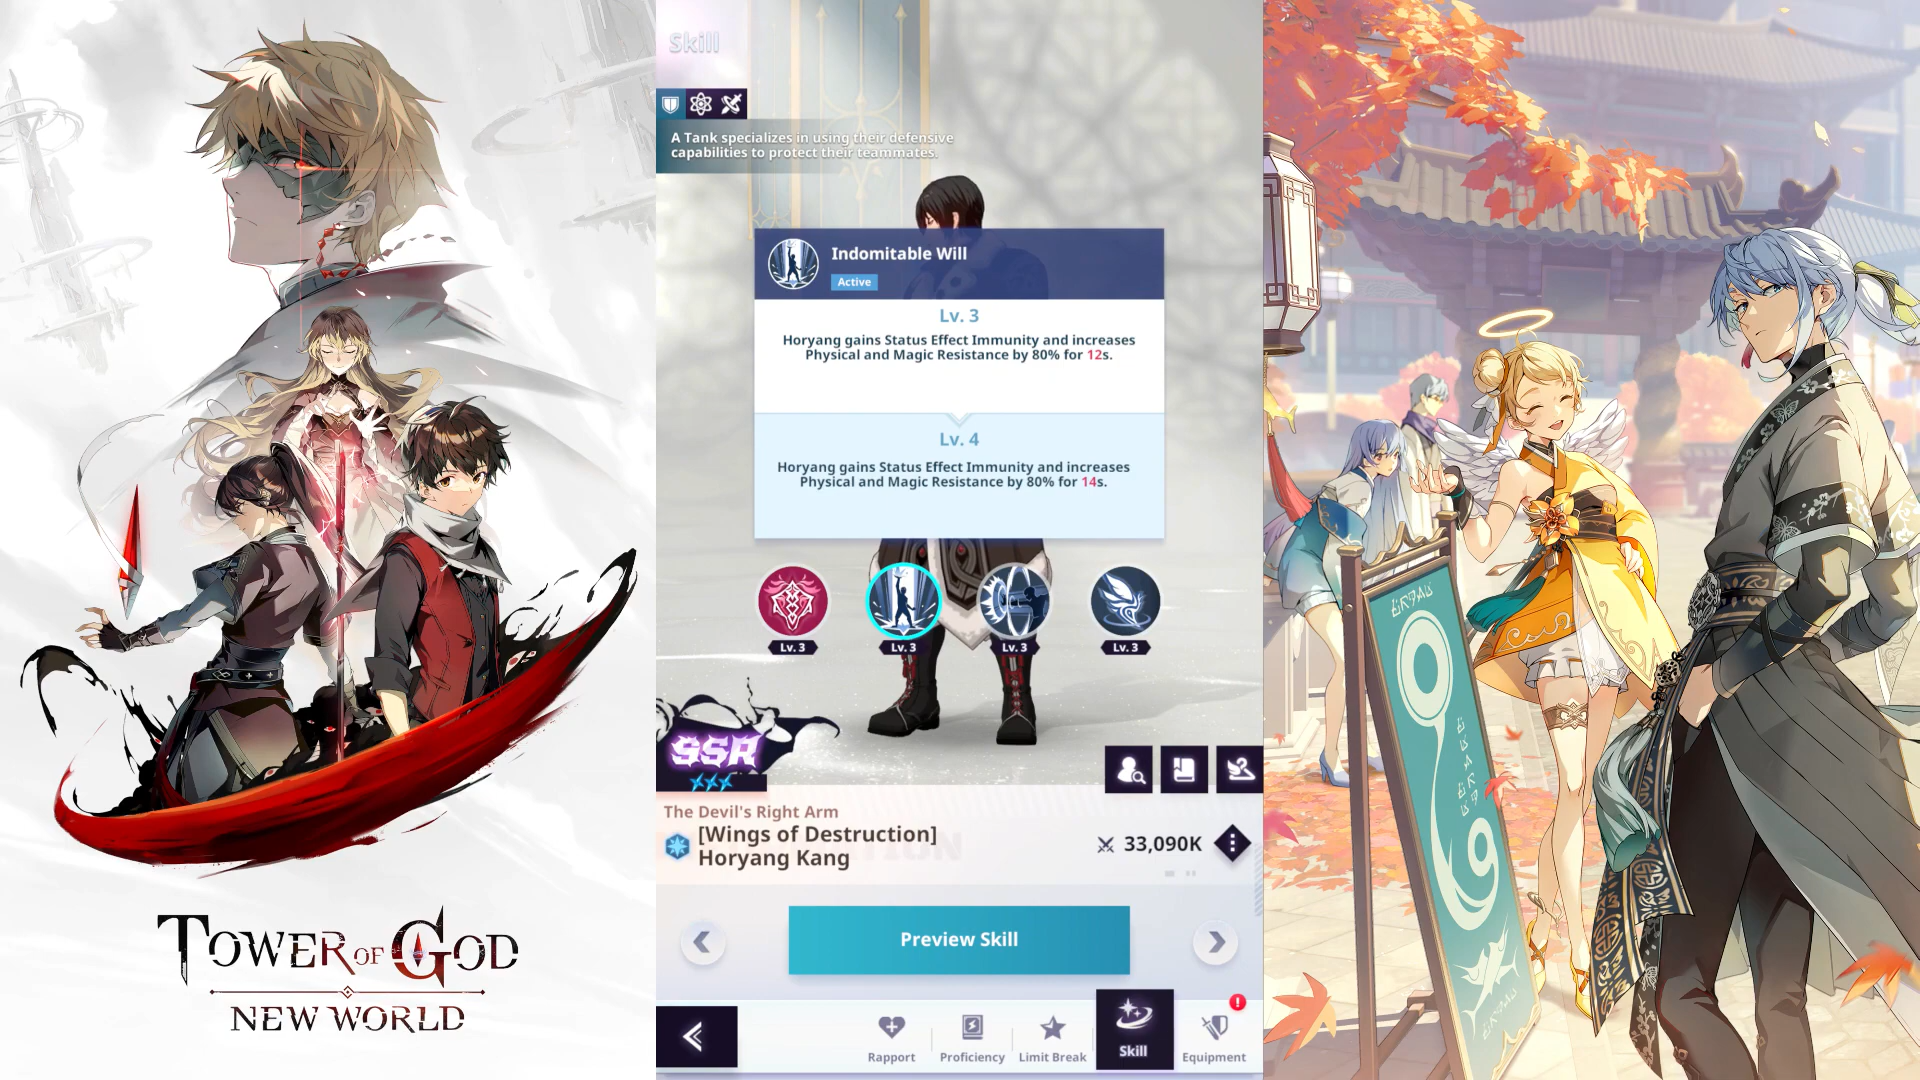 TOWER OF GOD
NEW WORLD
Skill
A Tank specializes in using their defensive
capabilities to protect their teammates.
Indomitable Will
Active
Lv. 3
Horyang gains Status Effect Immunity and increases
Physical and Magic Resistance by 80% for 12s.
Lv. 4
Horyang gains Status Effect Immunity and increases
Physical and Magic Resistance by 80% for 14s.
Lv. 3
Lv. 3
Lv. 3
Lv. 3
SSR
The Devil's Right Arm
[Wings of Destruction]
Horyang Kang
33,090K
Preview Skill
Rapport
Proficiency
Limit Break
Skill
Equipment